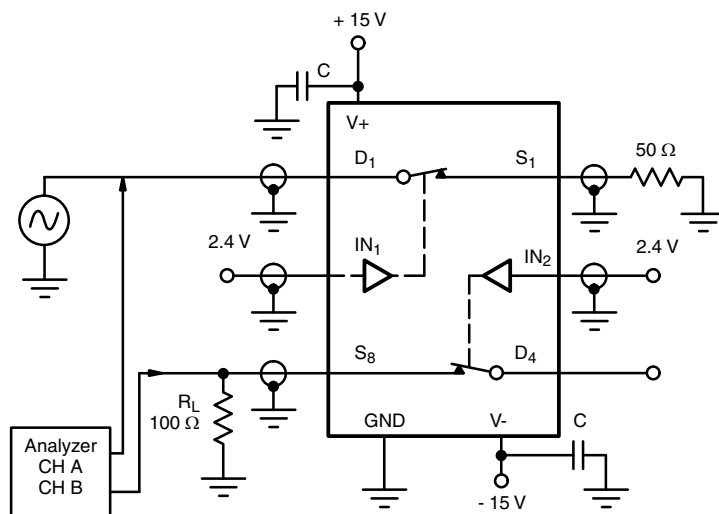 + 15 V
C
V+
D1
S1
50 Ω
2.4 V
IN1
IN2
2.4 V
S8
D4
RL
100 Ω
GND
V-
C
Analyzer
CH A
CH B
- 15 V